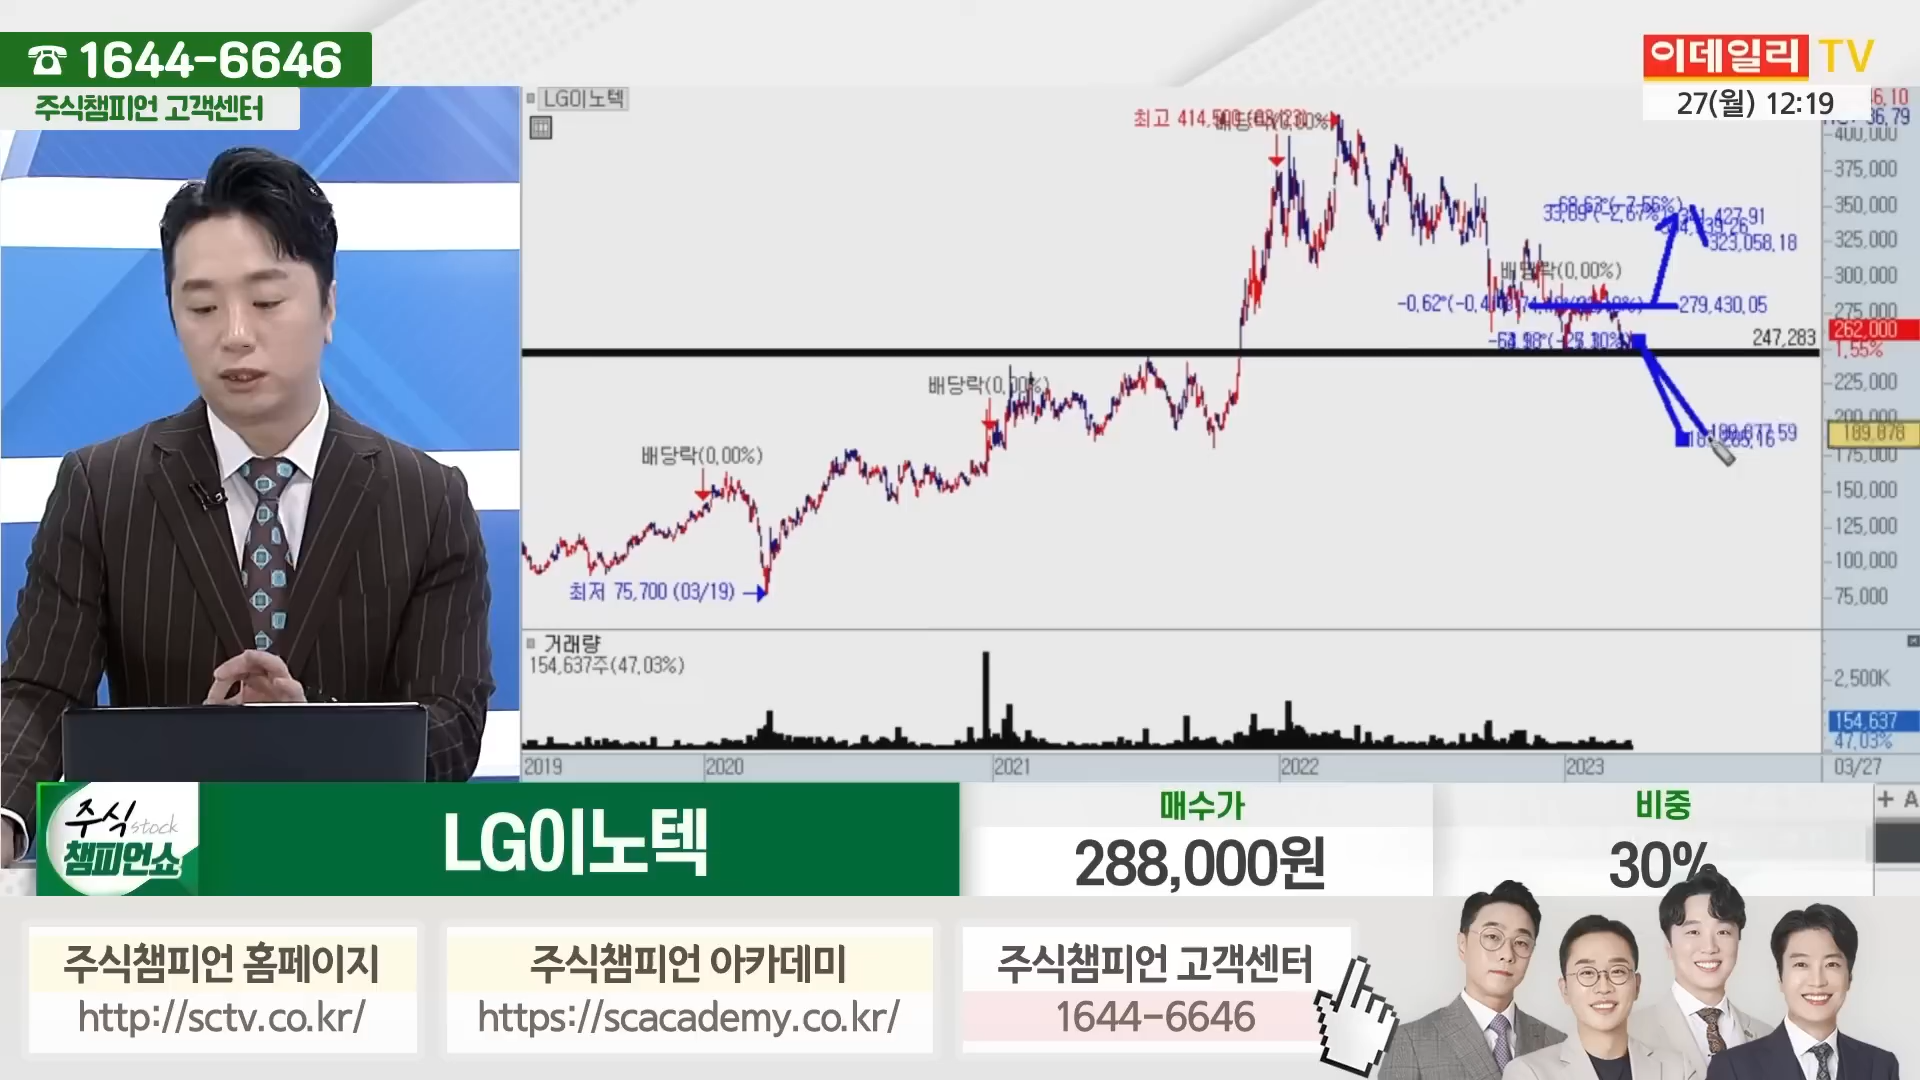 ☎ 1644-6646
주식챔피언 고객센터
이데일리 TV
27(월) 12:19
LG이노텍
최고 414,500 (03/23)
배당락(0,00%)
400,000
375,000
350,000
325,000
300,000
275,000
262,000
1,55%
225,000
200,000
189,878
175,000
150,000
125,000
100,000
75,000
323,058,18
배당락(0,00%)
279,430,05
247,283
배당락(0,00%)
배당락(0,00%)
최저 75,700 (03/19)
거래량
154,637주(47,03%)
2,500K
154,637
47,03%
2019
2020
2021
2022
2023
03/27
주식 stock
챔피언쇼
LG이노텍
매수가
288,000원
비중
30%
+ A
주식챔피언 홈페이지
http://sctv.co.kr/
주식챔피언 아카데미
https://scacademy.co.kr/
주식챔피언 고객센터
1644-6646